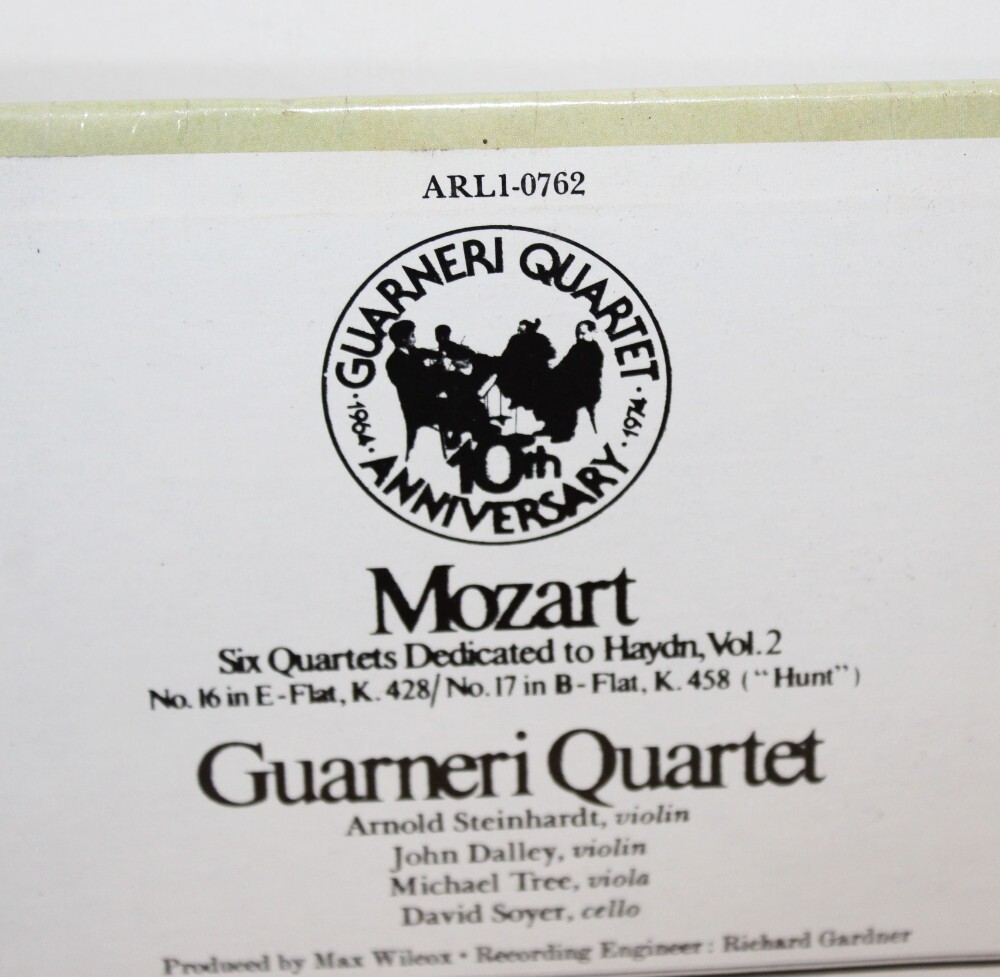 ARL1-0762
GUARNERI QUARTET
· 1964 · 1974 ·
10th
ANNIVERSARY
Mozart
Six Quartets Dedicated to Haydn, Vol. 2
No. 16 in E-Flat, K. 428/No. 17 in B-Flat, K. 458 ("Hunt")
Guarneri Quartet
Arnold Steinhardt, violin
John Dalley, violin
Michael Tree, viola
David Soyer, cello
Produced by Max Wilcox • Recording Engineer: Richard Gardner